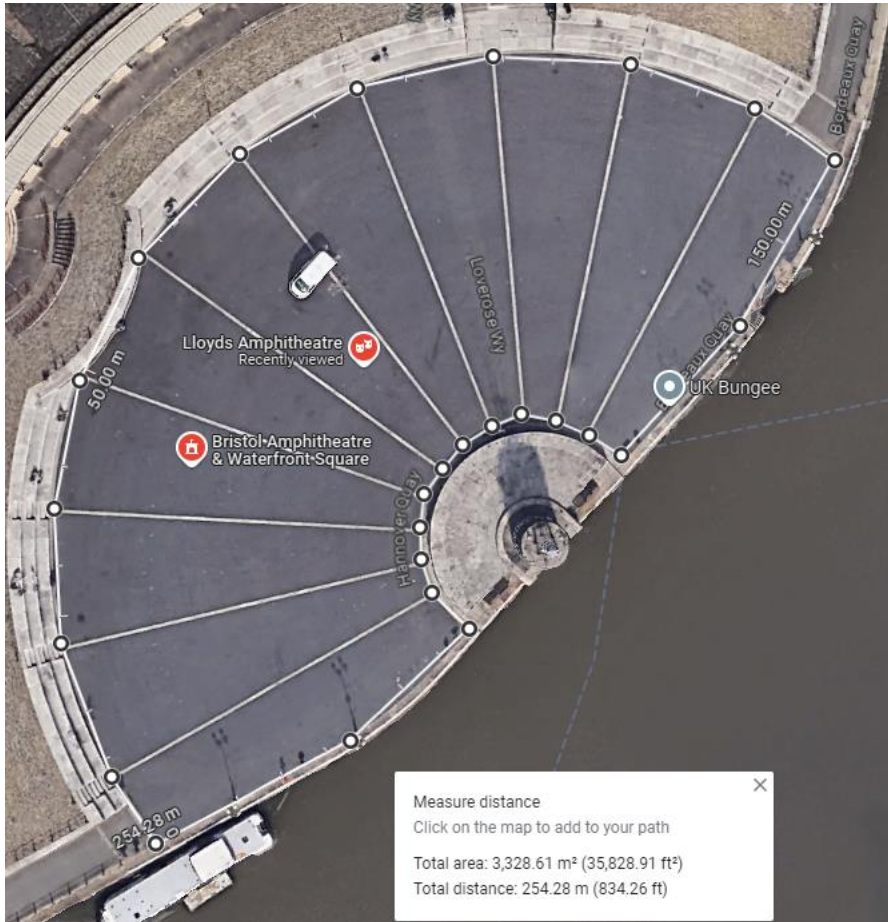 Bordeaux Quay
150.00 m
Loverose Wy
Lloyds Amphitheatre
Recently viewed
50.00 m
UK Bungee
Bristol Amphitheatre
& Waterfront Square
Hannover Quay
254.28 m
0
Measure distance
Click on the map to add to your path
Total area: 3,328.61 m² (35,828.91 ft²)
Total distance: 254.28 m (834.26 ft)